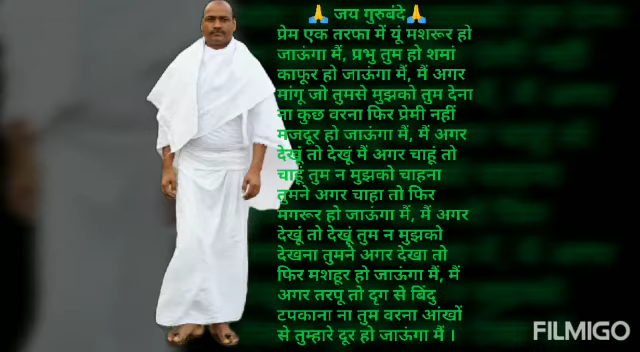 🙏 जय गुरुबंदे🙏
प्रेम एक तरफा में यूं मशरूर हो
जाऊंगा मैं, प्रभु तुम हो शमां
काफूर हो जाऊंगा मैं, मैं अगर
मांगू जो तुमसे मुझको तुम देना
ना कुछ वरना फिर प्रेमी नहीं
मजदूर हो जाऊंगा मैं, मैं अगर
देखूं तो देखूं मैं अगर चाहूं तो
चाहूं तुम न मुझको चाहना
तुमने अगर चाहा तो फिर
मगरूर हो जाऊंगा मैं, मैं अगर
देखूं तो देखूं तुम न मुझको
देखना तुमने अगर देखा तो
फिर मशहूर हो जाऊंगा मैं, मैं
अगर तरपू तो दृग से बिंदु
टपकाना ना तुम वरना आंखों
से तुम्हारे दूर हो जाऊंगा मैं ।
FILMIGO